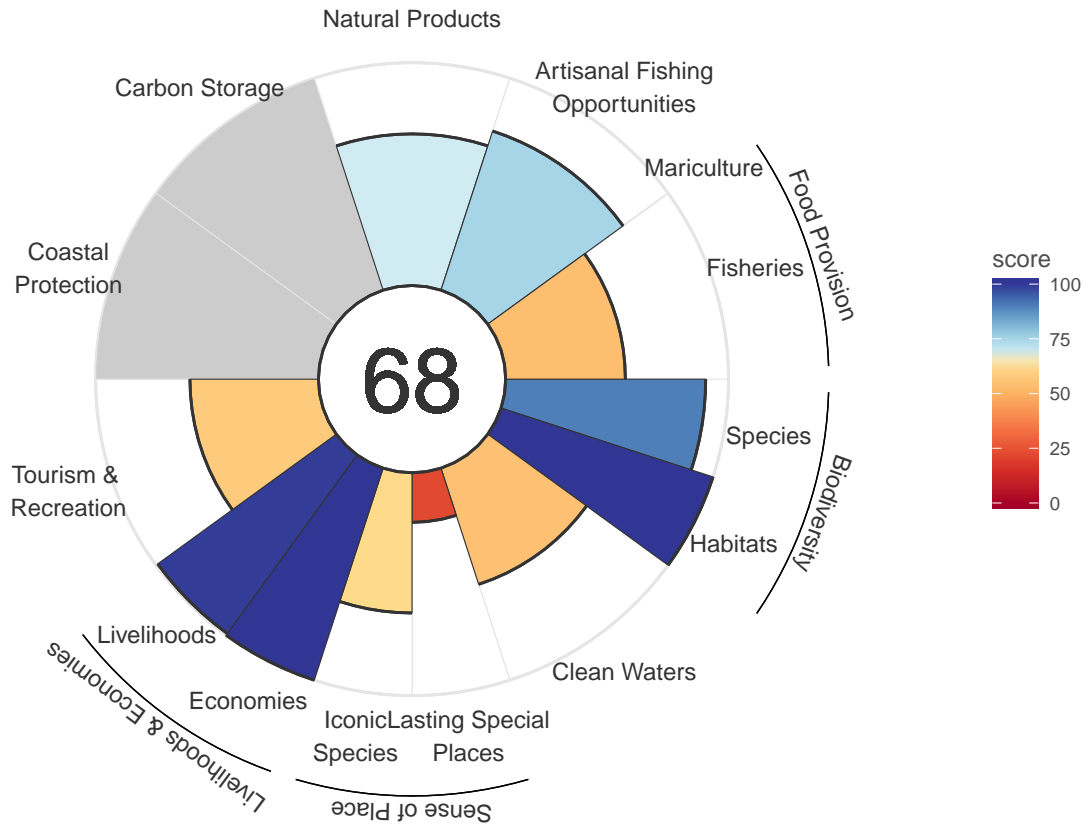 Natural Products
Carbon Storage
Artisanal Fishing
Opportunities
Mariculture
Food Provision
Fisheries
Coastal
Protection
score
100
75
50
25
0
68
Species
Biodiversity
Habitats
Tourism &
Recreation
Livelihoods
Economies
Livelihoods & Economies
Clean Waters
Iconic
Species
Lasting Special
Places
Sense of Place